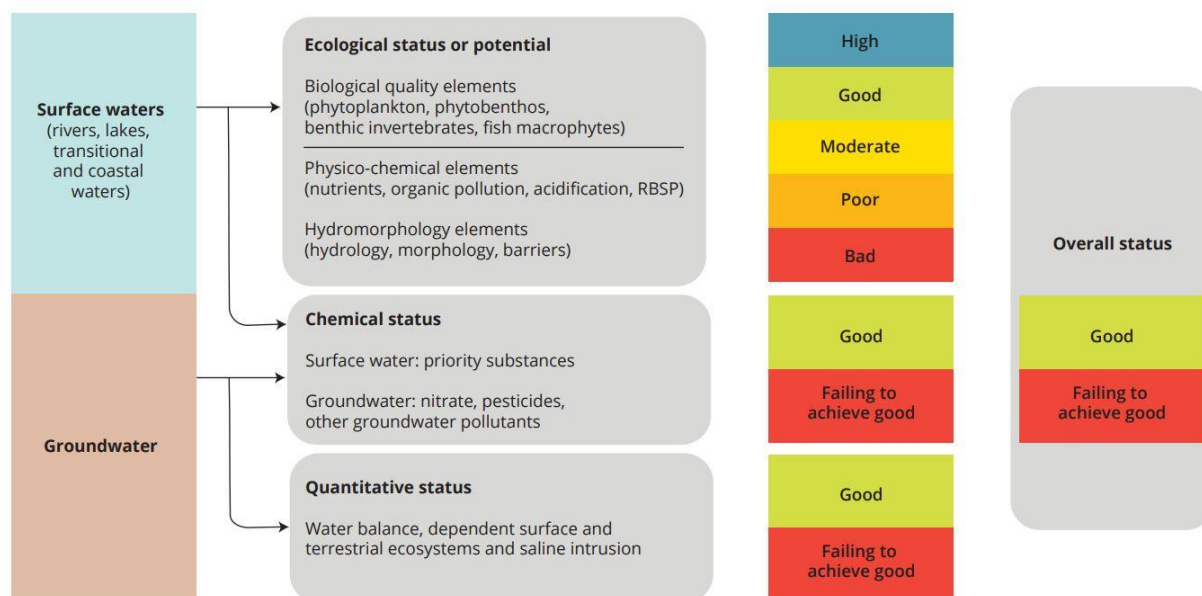 Surface waters
(rivers, lakes,
transitional
and coastal
waters)
Groundwater
Ecological status or potential
Biological quality elements
(phytoplankton, phytobenthos,
benthic invertebrates, fish macrophytes)
Physico-chemical elements
(nutrients, organic pollution, acidification, RBSP)
Hydromorphology elements
(hydrology, morphology, barriers)
Chemical status
Surface water: priority substances
Groundwater: nitrate, pesticides,
other groundwater pollutants
Quantitative status
Water balance, dependent surface and
terrestrial ecosystems and saline intrusion
High
Good
Moderate
Poor
Bad
Good
Failing to
achieve good
Good
Failing to
achieve good
Overall status
Good
Failing to
achieve good